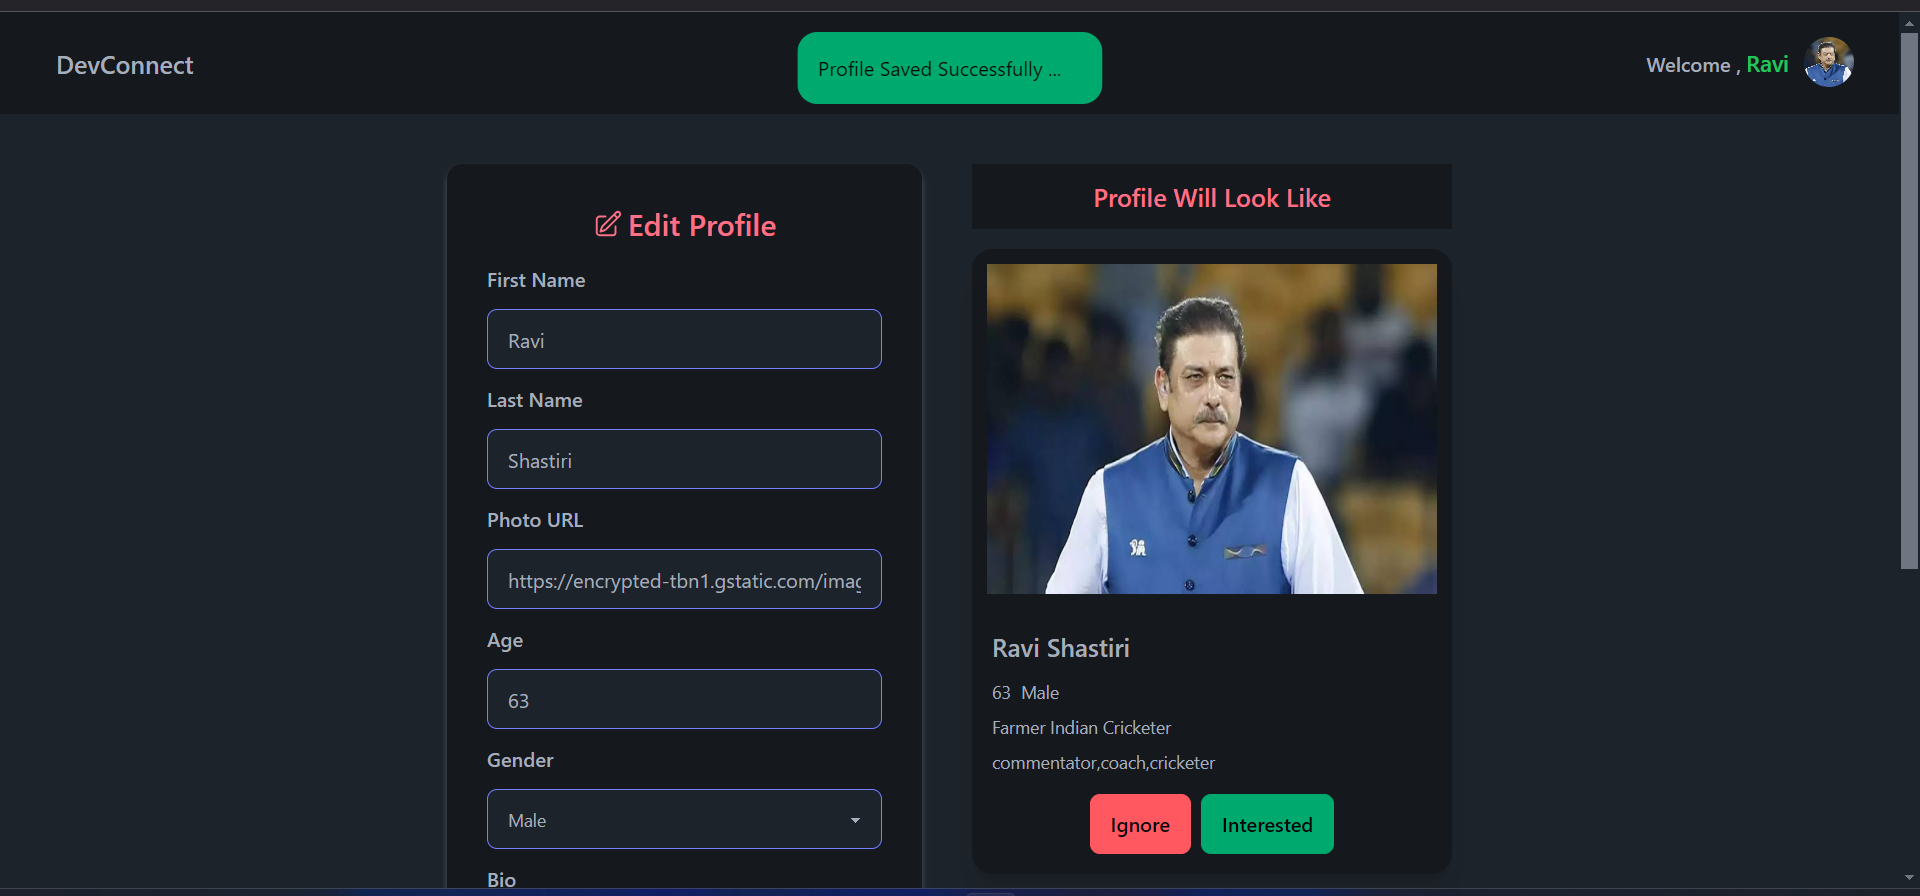 DevConnect
Profile Saved Successfully ...
Welcome , Ravi
Edit Profile
First Name
Ravi
Last Name
Shastiri
Photo URL
https://encrypted-tbn1.gstatic.com/imag
Age
63
Gender
Male
Bio
Profile Will Look Like
Ravi Shastiri
63 Male
Farmer Indian Cricketer
commentator,coach,cricketer
Ignore
Interested